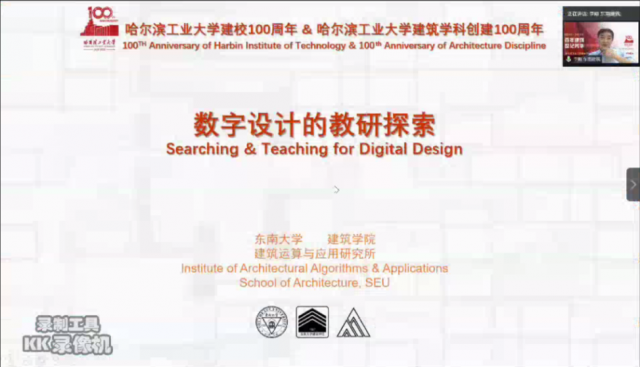 哈尔滨工业大学建校100周年 & 哈尔滨工业大学建筑学科创建100周年
100TH Anniversary of Harbin Institute of Technology & 100th Anniversary of Architecture Discipline
数字设计的教研探索
Searching & Teaching for Digital Design
东南大学 建筑学院
建筑运算与应用研究所
Institute of Architectural Algorithms & Applications
School of Architecture, SEU
录制工具
KK 录像机